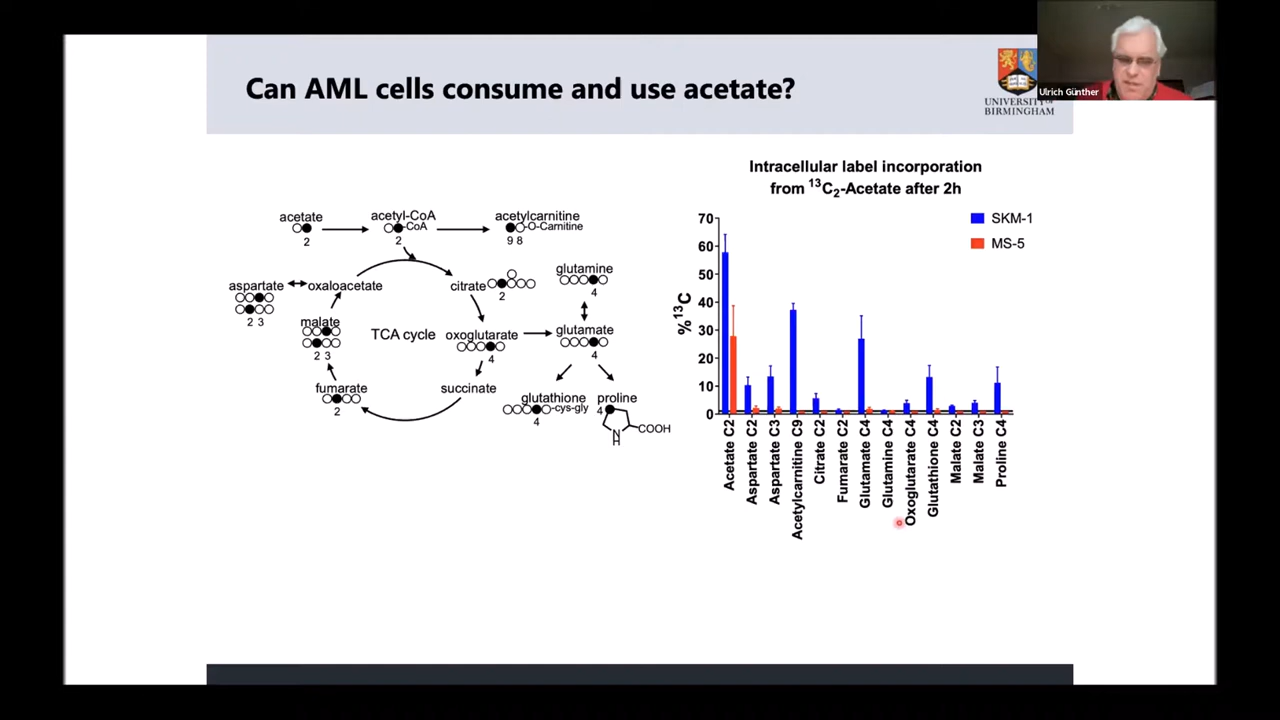 Can AML cells consume and use acetate?
UNIVERSITY OF
BIRMINGHAM
Ulrich Günther
acetate
2
acetyl-CoA
-CoA
2
acetylcarnitine
-O-Carnitine
9 8
aspartate
2 3
oxaloacetate
citrate
2
glutamine
4
malate
2 3
TCA cycle
oxoglutarate
4
glutamate
4
fumarate
2
succinate
glutathione
-cys-gly
4
proline
4
N
H
COOH
Intracellular label incorporation
from ¹³C₂-Acetate after 2h
SKM-1
MS-5
%¹³C
70
60
50
40
30
20
10
0
Acetate C2
Aspartate C2
Aspartate C3
Acetylcarnitine C9
Citrate C2
Fumarate C2
Glutamate C4
Glutamine C4
Oxoglutarate C4
Glutathione C4
Malate C2
Malate C3
Proline C4